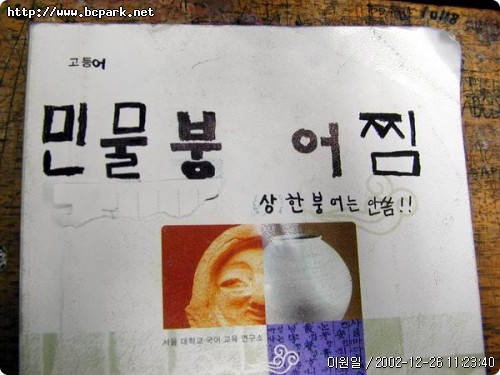 http://www.bcpark.net
고등어
민물붕 어찜
상한붕어는 안씀!!
서울 대학교 국어 교육 연구소
이원일 / 2002-12-26 11:23:40